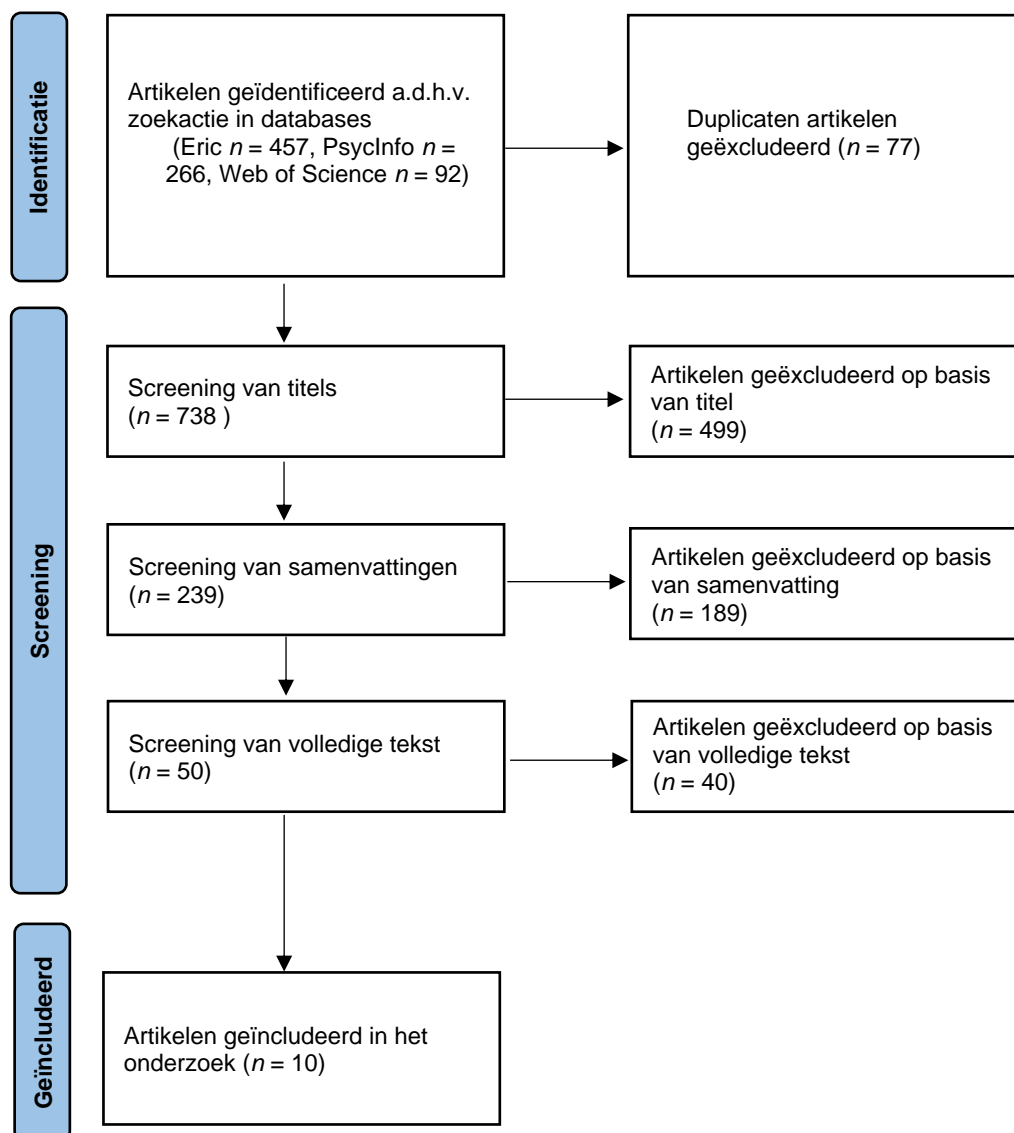 Identificatie
Artikelen geïdentificeerd a.d.h.v.
zoekactie in databases
(Eric n = 457, PsycInfo n =
266, Web of Science n = 92)
Duplicaten artikelen
geëxcludeerd (n = 77)
Screening
Screening van titels
(n = 738 )
Artikelen geëxcludeerd op basis
van titel
(n = 499)
Screening van samenvattingen
(n = 239)
Artikelen geëxcludeerd op basis
van samenvatting
(n = 189)
Screening van volledige tekst
(n = 50)
Artikelen geëxcludeerd op basis
van volledige tekst
(n = 40)
Geïncludeerd
Artikelen geïncludeerd in het
onderzoek (n = 10)